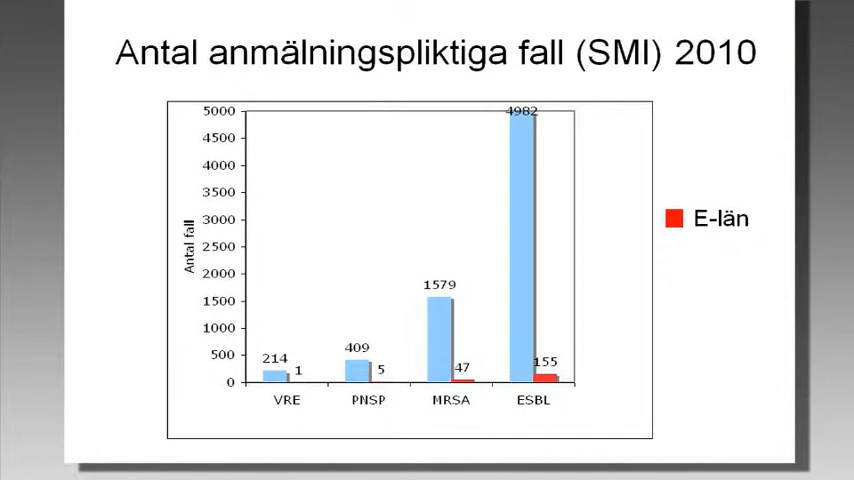 Antal anmälningspliktiga fall (SMI) 2010
5000
4500
4000
3500
3000
2500
2000
1500
1000
500
0
Antal fall
214
1
409
5
1579
47
4982
155
VRE
PNSP
MRSA
ESBL
E-län